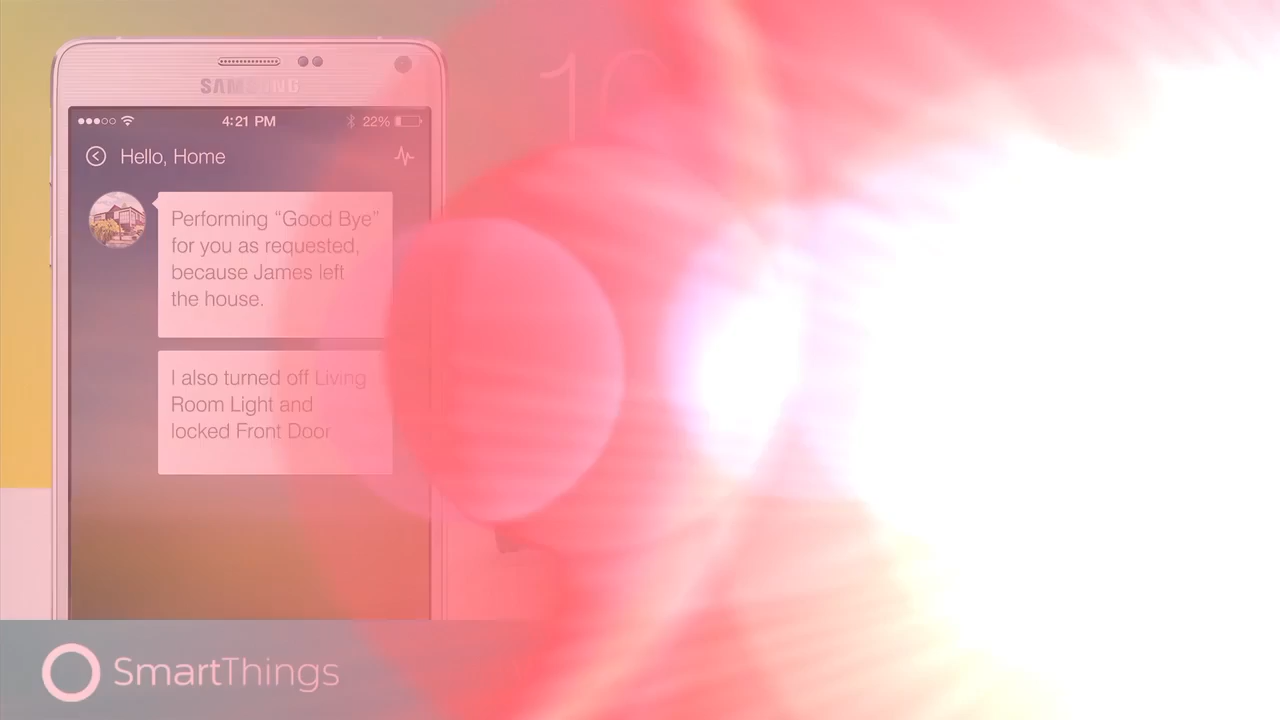 SAMSUNG
10
4:21 PM
22%
Hello, Home
Performing “Good Bye”
for you as requested,
because James left
the house.
I also turned off Living
Room Light and
locked Front Door
SmartThings